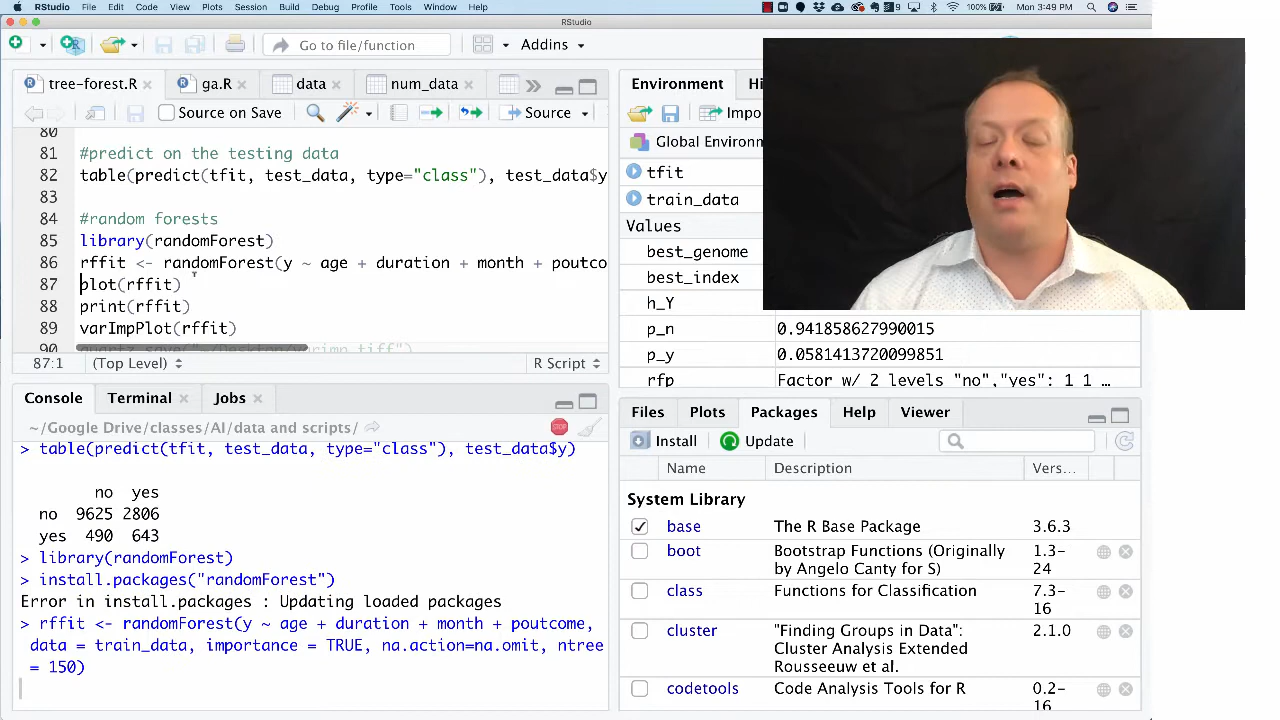 RStudio File Edit Code View Plots Session Build Debug Profile Tools Window Help 9 100% Mon 3:49 PM
RStudio
Go to file/function Addins
tree-forest.R ga.R data num_data
Source on Save Source
80
81 #predict on the testing data
82 table(predict(tfit, test_data, type="class"), test_data$y
83
84 #random forests
85 library(randomForest)
86 rffit <- randomForest(y ~ age + duration + month + poutco
87 plot(rffit)
88 print(rffit)
89 varImpPlot(rffit)
90 quartz.save("~/Desktop/varimp.tiff")
87:1 (Top Level) R Script
Console Terminal Jobs
~/Google Drive/classes/AI/data and scripts/
> table(predict(tfit, test_data, type="class"), test_data$y)
no yes
no 9625 2806
yes 490 643
> library(randomForest)
> install.packages("randomForest")
Error in install.packages : Updating loaded packages
> rffit <- randomForest(y ~ age + duration + month + poutcome,
data = train_data, importance = TRUE, na.action=na.omit, ntree
= 150)
Environment Hi
Impo
Global Environm
tfit
train_data
Values
best_genome
best_index
h_Y
p_n 0.941858627990015
p_y 0.0581413720099851
rfp Factor w/ 2 levels "no","yes": 1 1 …
Files Plots Packages Help Viewer
Install Update
Name Description Vers...
System Library
base The R Base Package 3.6.3
boot Bootstrap Functions (Originally 1.3-
by Angelo Canty for S) 24
class Functions for Classification 7.3-
16
cluster "Finding Groups in Data": 2.1.0
Cluster Analysis Extended
Rousseeuw et al.
codetools Code Analysis Tools for R 0.2-
16